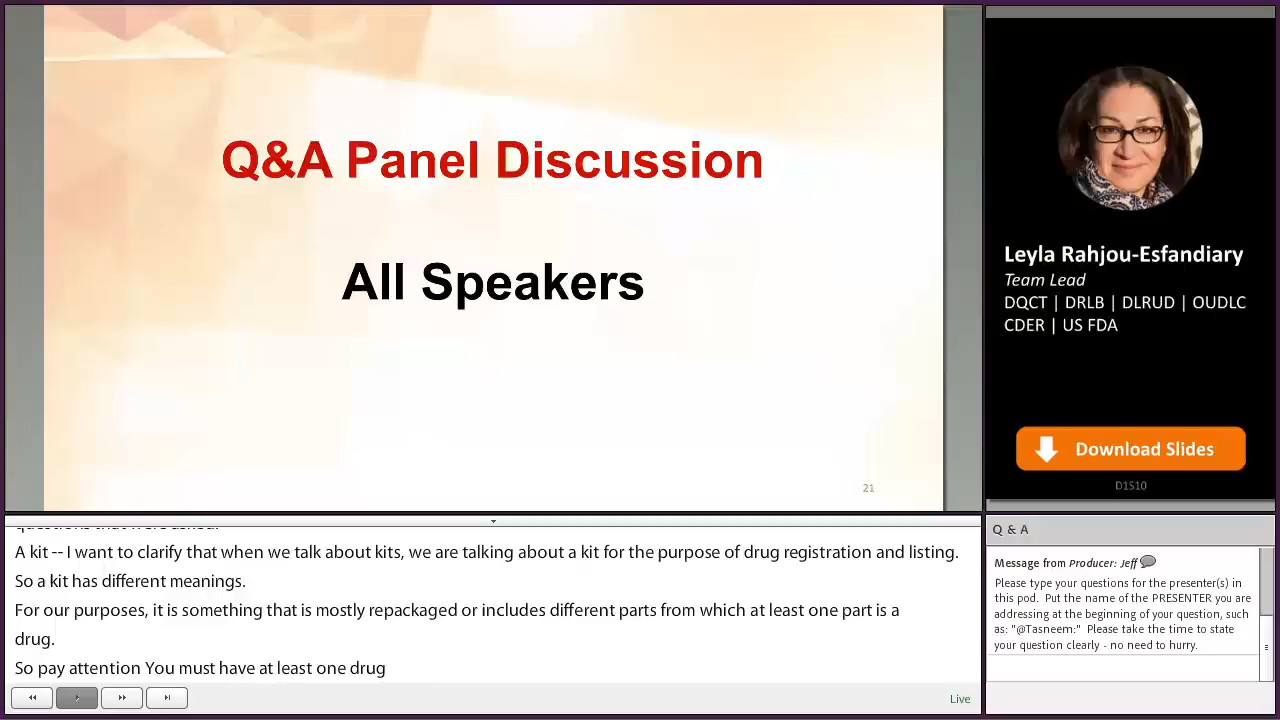 Q&A Panel Discussion
All Speakers
21
Leyla Rahjou-Esfandiary
Team Lead
DQCT | DRLB | DLRUD | OUDLC
CDER | US FDA
Download Slides
D1S10
A kit -- I want to clarify that when we talk about kits, we are talking about a kit for the purpose of drug registration and listing.
So a kit has different meanings.
For our purposes, it is something that is mostly repackaged or includes different parts from which at least one part is a
drug.
So pay attention You must have at least one drug
Live
Q & A
Message from Producer: Jeff
Please type your questions for the presenter(s) in
this pod. Put the name of the PRESENTER you are
addressing at the beginning of your question, such
as: "@Tasneem:" Please take the time to state
your question clearly - no need to hurry.